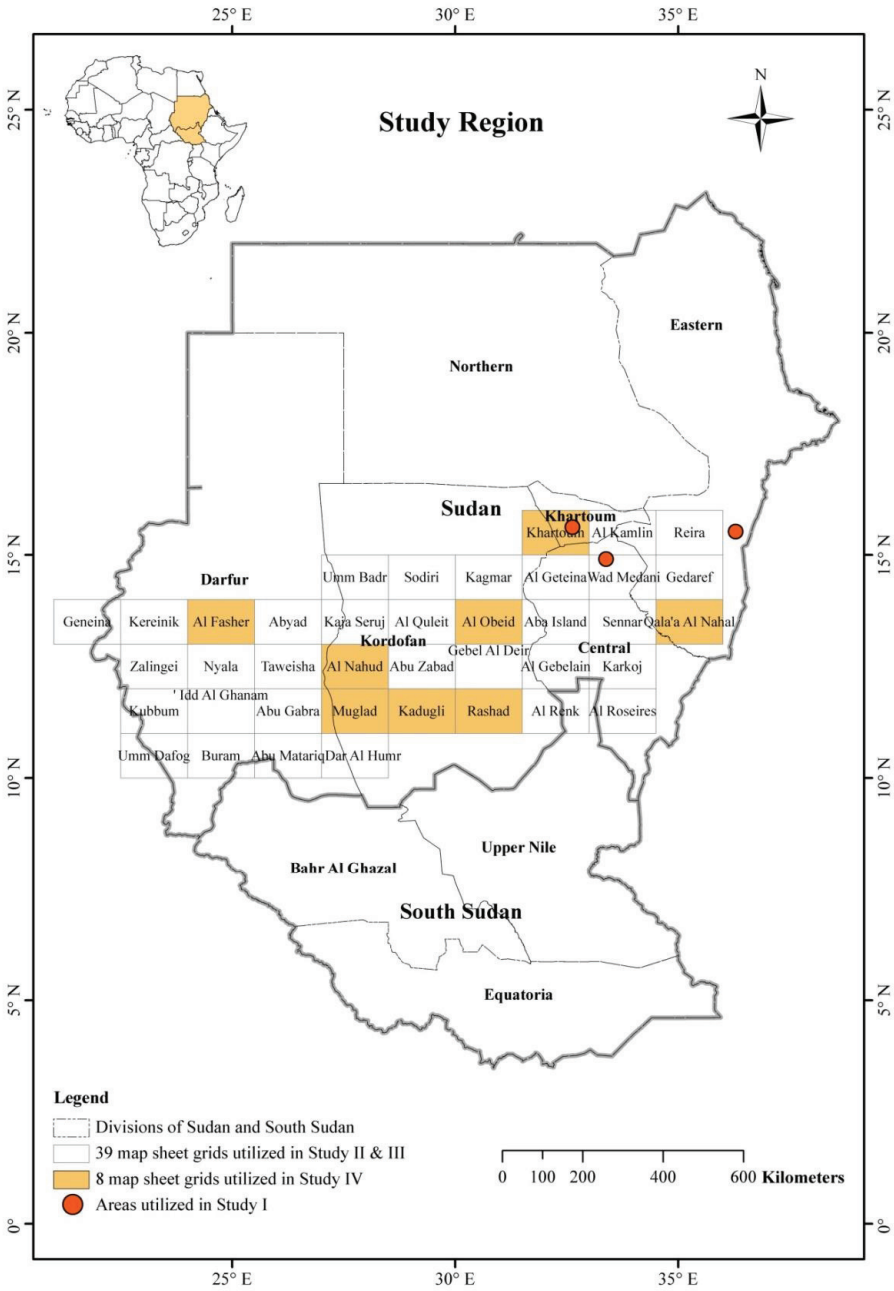 25° E 30° E 35° E
N
Study Region
25° N 25° N
Eastern
20° N 20° N
Northern
Sudan
Khartoum
Khartoum Al Kamlin Reira
15° N 15° N
Umm Badr Sodiri Kagmar Al Geteina Wad Medani Gedaref
Darfur
Geneina Kereinik Al Fasher Abyad Kaja Seruj Al Quleit Al Obeid Aba Island Sennar Qala'a Al Nahal
Kordofan Gebel Al Deir Central
Zalingei Nyala Taweisha Al Nahud Abu Zabad Al Gebelain Karkoj
' Idd Al Ghanam
Kubbum Abu Gabra Muglad Kadugli Rashad Al Renk Al Roseires
Umm Dafog Buram Abu Matariq Dar Al Humr
10° N 10° N
Upper Nile
Bahr Al Ghazal
South Sudan
5° N 5° N
Equatoria
Legend
Divisions of Sudan and South Sudan
39 map sheet grids utilized in Study II & III
8 map sheet grids utilized in Study IV
Areas utilized in Study I
0 100 200 400 600 Kilometers
0° 0°
25° E 30° E 35° E